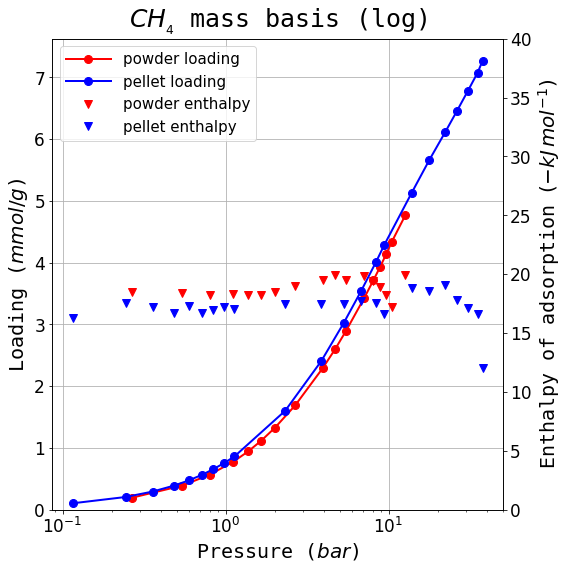 CH₄ mass basis (log)
powder loading
pellet loading
powder enthalpy
pellet enthalpy
Loading (mmol/g)
7
6
5
4
3
2
1
0
40
35
30
25
20
15
10
5
0
Enthalpy of adsorption (−kJ mol⁻¹)
10⁻¹
10⁰
10¹
Pressure (bar)